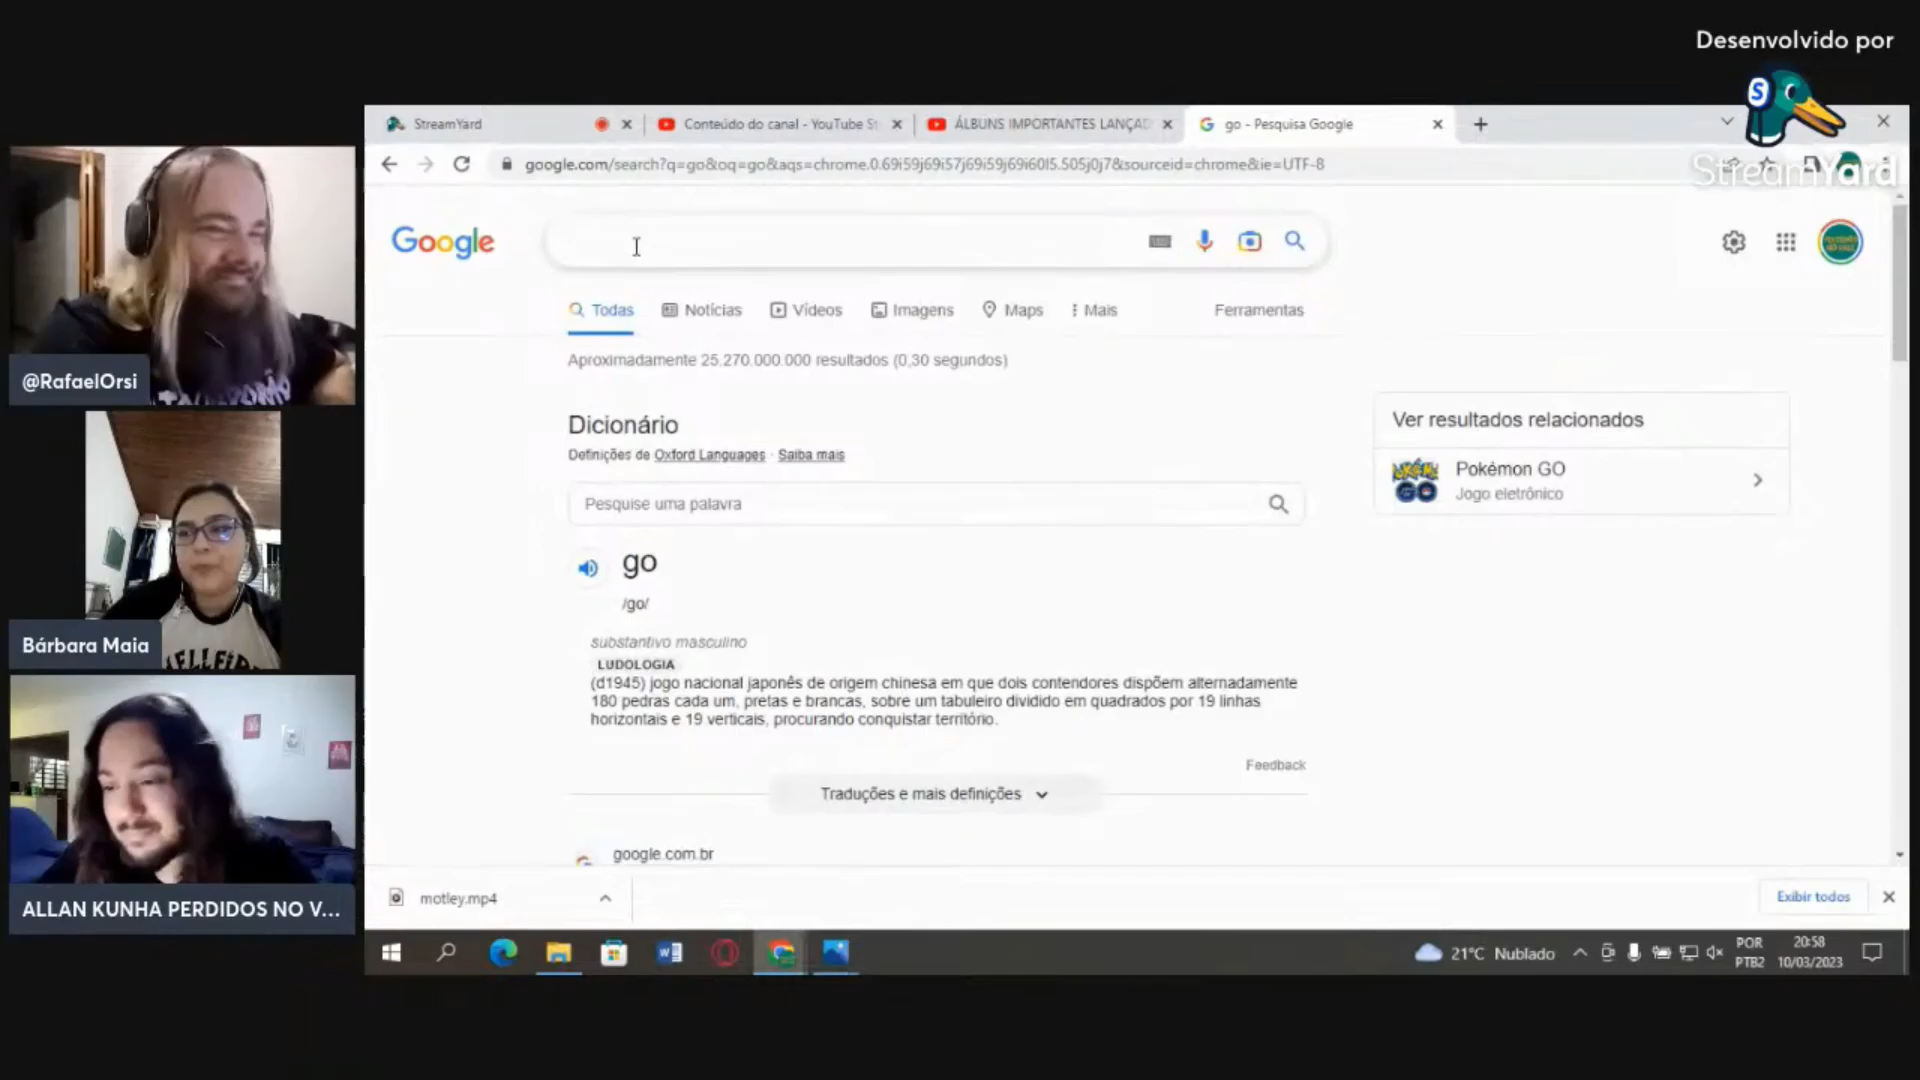 Desenvolvido por
StreamYard
StreamYard
Conteúdo do canal - YouTube St
ÁLBUNS IMPORTANTES LANÇAD
go - Pesquisa Google
google.com/search?q=go&oq=go&aqs=chrome.0.69i59j69i57j69i59j69i60l5.505j0j7&sourceid=chrome&ie=UTF-8
Google
Todas
Notícias
Vídeos
Imagens
Maps
Mais
Ferramentas
Aproximadamente 25.270.000.000 resultados (0,30 segundos)
Dicionário
Definições de Oxford Languages · Saiba mais
Pesquise uma palavra
go
/go/
substantivo masculino
LUDOLOGIA
(d1945) jogo nacional japonês de origem chinesa em que dois contendores dispõem alternadamente
180 pedras cada um, pretas e brancas, sobre um tabuleiro dividido em quadrados por 19 linhas
horizontais e 19 verticais, procurando conquistar território.
Feedback
Traduções e mais definições
google.com.br
Ver resultados relacionados
Pokémon GO
Jogo eletrônico
@RafaelOrsi
Bárbara Maia
ALLAN KUNHA PERDIDOS NO V...
motley.mp4
Exibir todos
21°C Nublado
POR
PTB2
20:58
10/03/2023